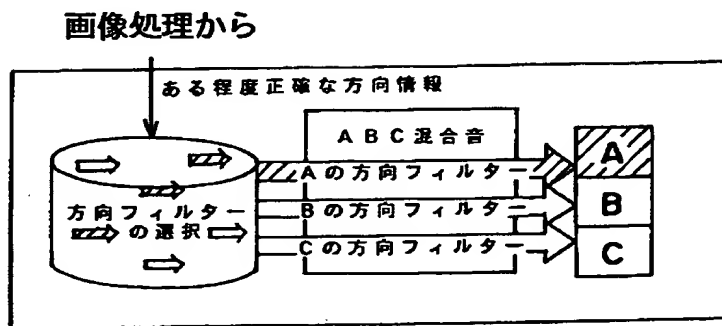 画像処理から
ある程度正確な方向情報
ABC混合音
Aの方向フィルター
Bの方向フィルター
Cの方向フィルター
方向フィルター
の選択
A
B
C